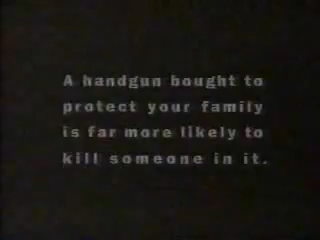 A handgun bought to
protect your family
is far more likely to
kill someone in it.